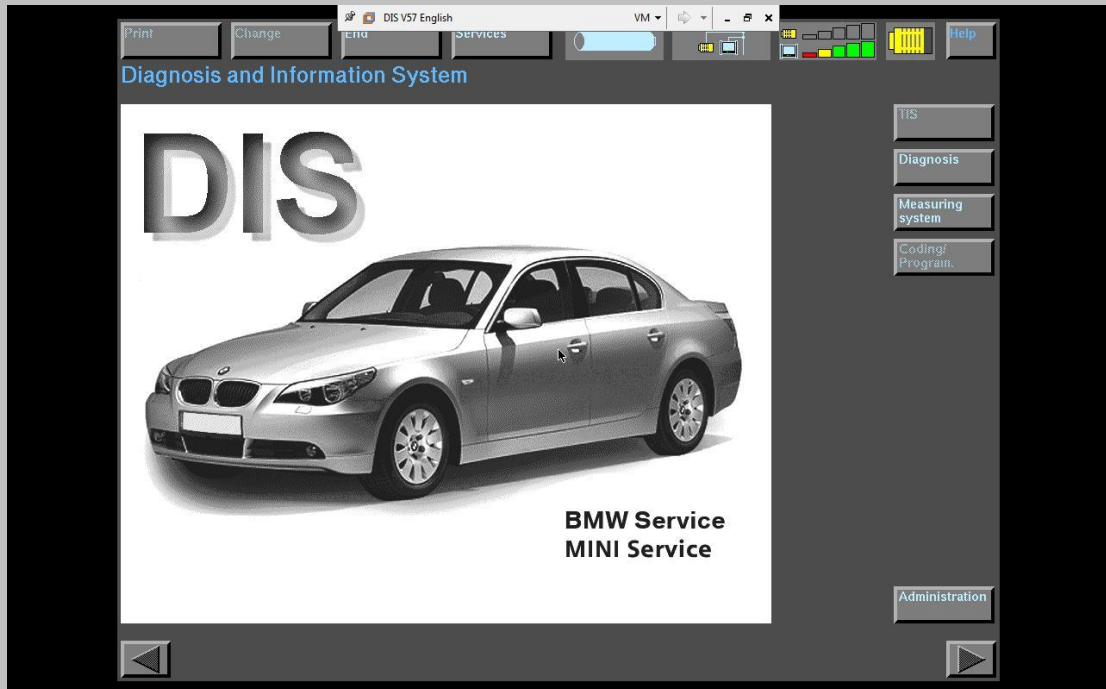 DIS V57 English
VM
Print
Change
End
Services
Help
Diagnosis and Information System
TIS
DIS
Diagnosis
Measuring
system
Coding/
Program.
BMW Service
MINI Service
Administration